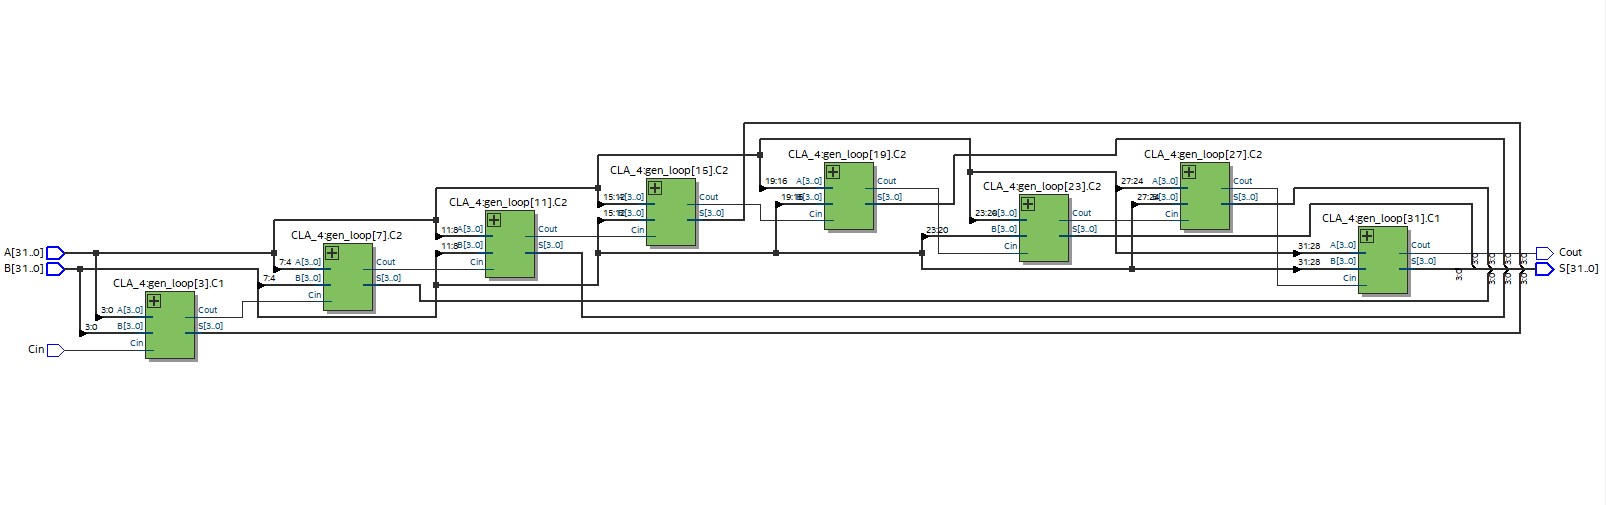 A[31..0]
B[31..0]
Cin
CLA_4:gen_loop[3].C1
3:0
A[3..0]
3:0
B[3..0]
Cin
Cout
S[3..0]
CLA_4:gen_loop[7].C2
7:4
A[3..0]
7:4
B[3..0]
Cin
Cout
S[3..0]
CLA_4:gen_loop[11].C2
11:8
A[3..0]
11:8
B[3..0]
Cin
Cout
S[3..0]
CLA_4:gen_loop[15].C2
15:12
A[3..0]
15:12
B[3..0]
Cin
Cout
S[3..0]
CLA_4:gen_loop[19].C2
19:16
A[3..0]
19:16
B[3..0]
Cin
Cout
S[3..0]
CLA_4:gen_loop[23].C2
23:20
A[3..0]
23:20
B[3..0]
Cin
Cout
S[3..0]
CLA_4:gen_loop[27].C2
27:24
A[3..0]
27:24
B[3..0]
Cin
Cout
S[3..0]
CLA_4:gen_loop[31].C1
31:28
A[3..0]
31:28
B[3..0]
Cin
Cout
S[3..0]
3:0
3:0
3:0
3:0
3:0
3:0
3:0
3:0
Cout
S[31..0]